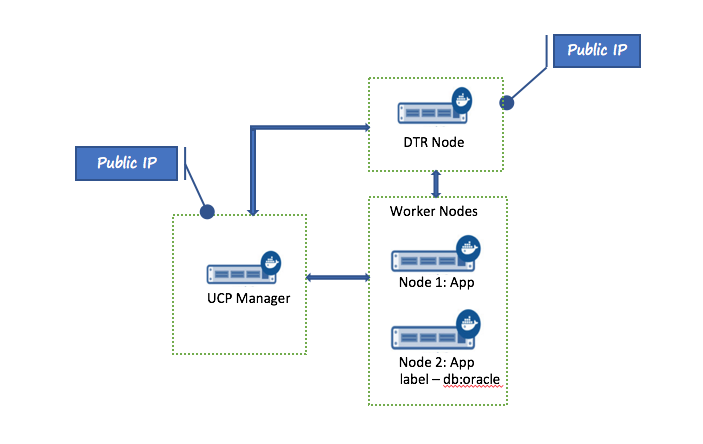 Public IP
DTR Node
Public IP
Worker Nodes
Node 1: App
UCP Manager
Node 2: App
label – db:oracle